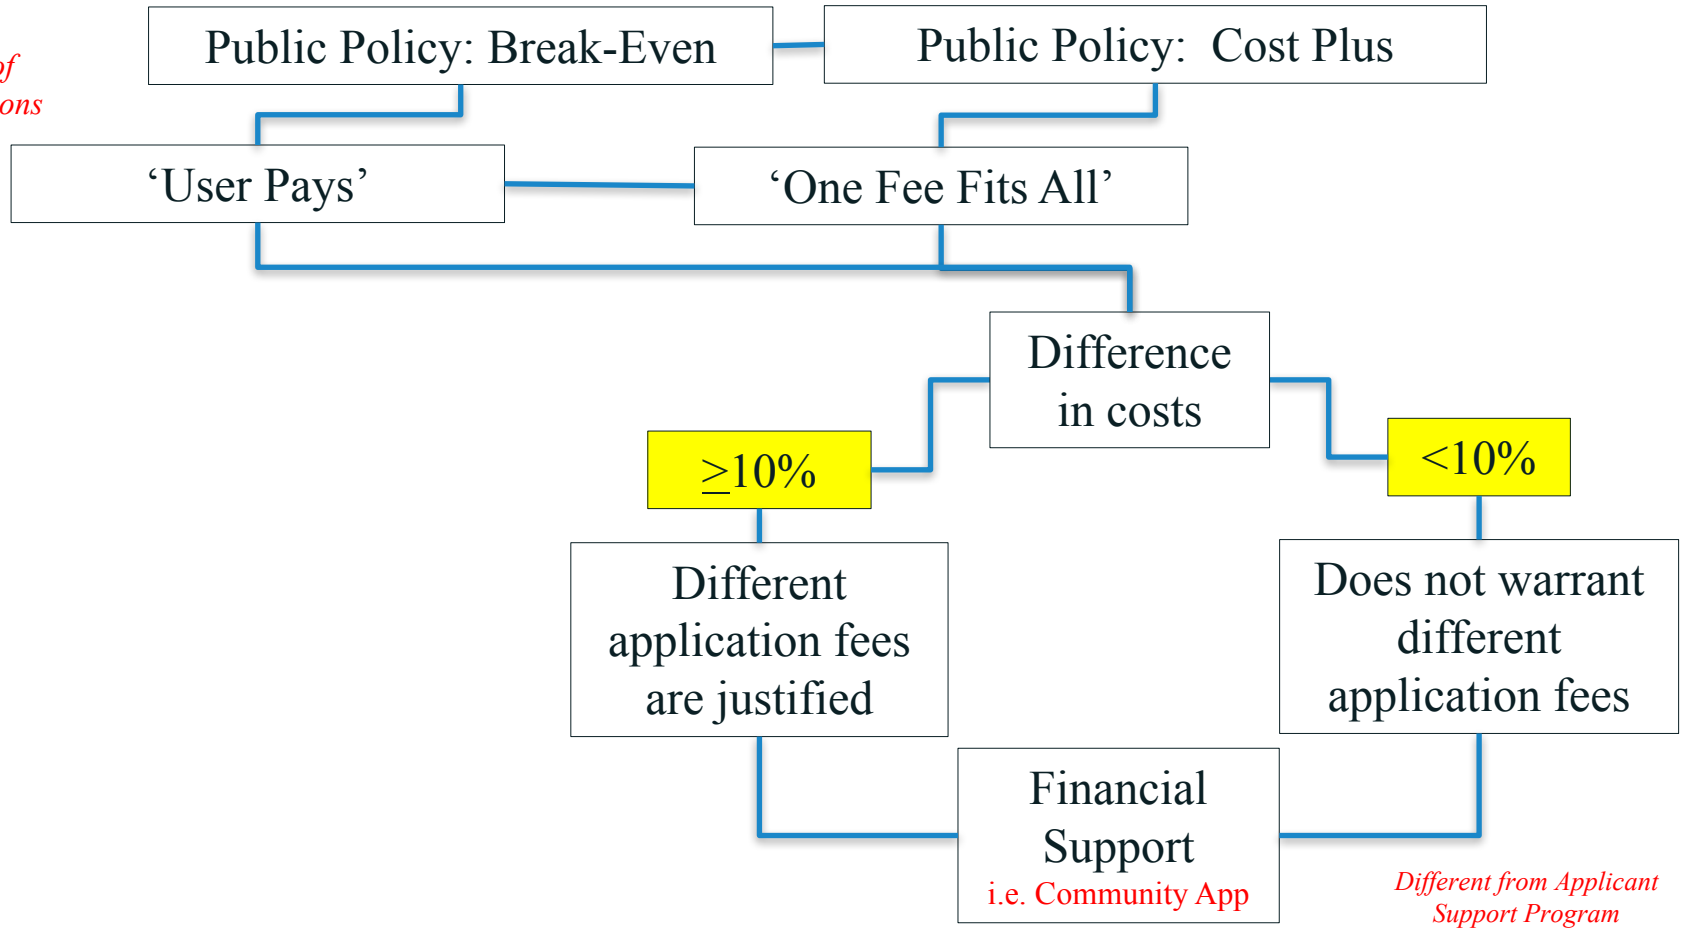 Public Policy: Break-Even
Public Policy: Cost Plus
of
‘User Pays’
‘One Fee Fits All’
Difference
in costs
≥10%
<10%
Different
application fees
are justified
Does not warrant
different
application fees
Financial
Support
i.e. Community App
Different from Applicant
Support Program